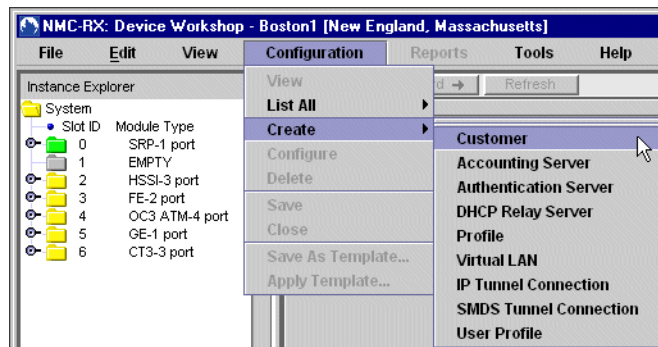 NMC-RX: Device Workshop - Boston1 [New England, Massachusetts]
File Edit View Configuration Reports Tools Help
Instance Explorer
System
Slot ID Module Type
0 SRP-1 port
1 EMPTY
2 HSSI-3 port
3 FE-2 port
4 OC3 ATM-4 port
5 GE-1 port
6 CT3-3 port
View
List All
Create
Configure
Delete
Save
Close
Save As Template...
Apply Template...
Refresh
Customer
Accounting Server
Authentication Server
DHCP Relay Server
Profile
Virtual LAN
IP Tunnel Connection
SMDS Tunnel Connection
User Profile